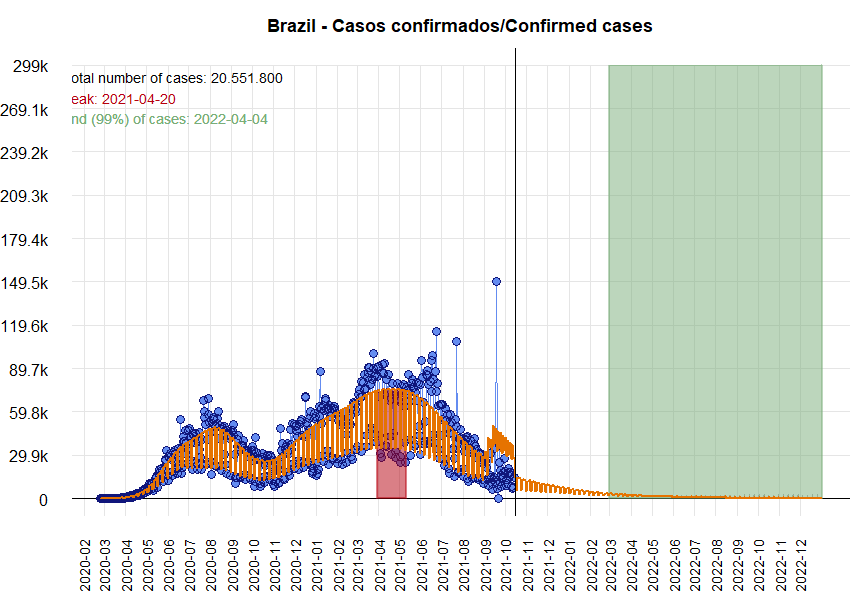 Brazil - Casos confirmados/Confirmed cases
otal number of cases: 20.551.800
eak: 2021-04-20
nd (99%) of cases: 2022-04-04
299k
269.1k
239.2k
209.3k
179.4k
149.5k
119.6k
89.7k
59.8k
29.9k
0
2020-02
2020-03
2020-04
2020-05
2020-06
2020-07
2020-08
2020-09
2020-10
2020-11
2020-12
2021-01
2021-02
2021-03
2021-04
2021-05
2021-06
2021-07
2021-08
2021-09
2021-10
2021-11
2021-12
2022-01
2022-02
2022-03
2022-04
2022-05
2022-06
2022-07
2022-08
2022-09
2022-10
2022-11
2022-12